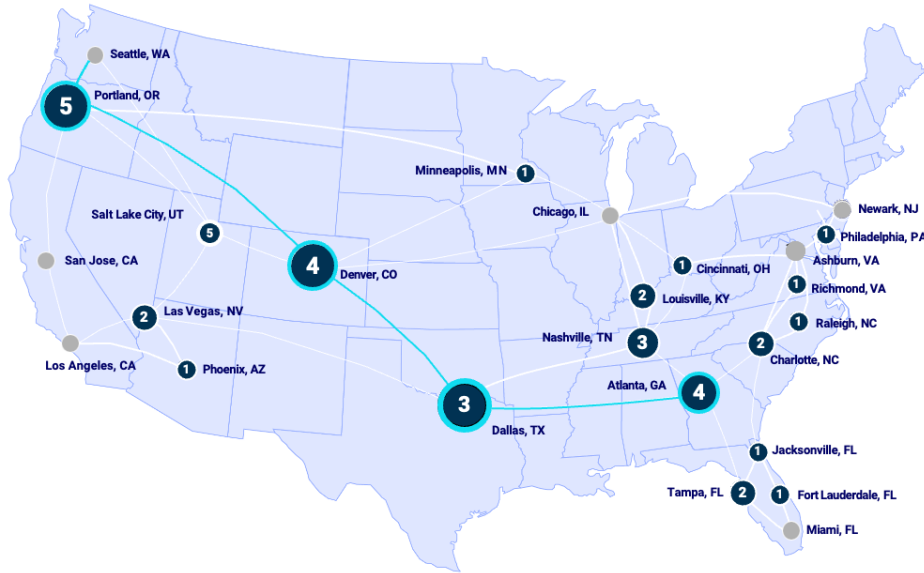 Seattle, WA
5
Portland, OR
Minneapolis, MN
1
Salt Lake City, UT
5
Chicago, IL
Newark, NJ
1
Philadelphia, PA
Ashburn, VA
San Jose, CA
4
Denver, CO
1
Cincinnati, OH
1
Richmond, VA
2
Louisville, KY
2
Las Vegas, NV
1
Raleigh, NC
Nashville, TN
3
2
Charlotte, NC
Los Angeles, CA
1
Phoenix, AZ
Atlanta, GA
4
3
Dallas, TX
1
Jacksonville, FL
Tampa, FL
2
1
Fort Lauderdale, FL
Miami, FL